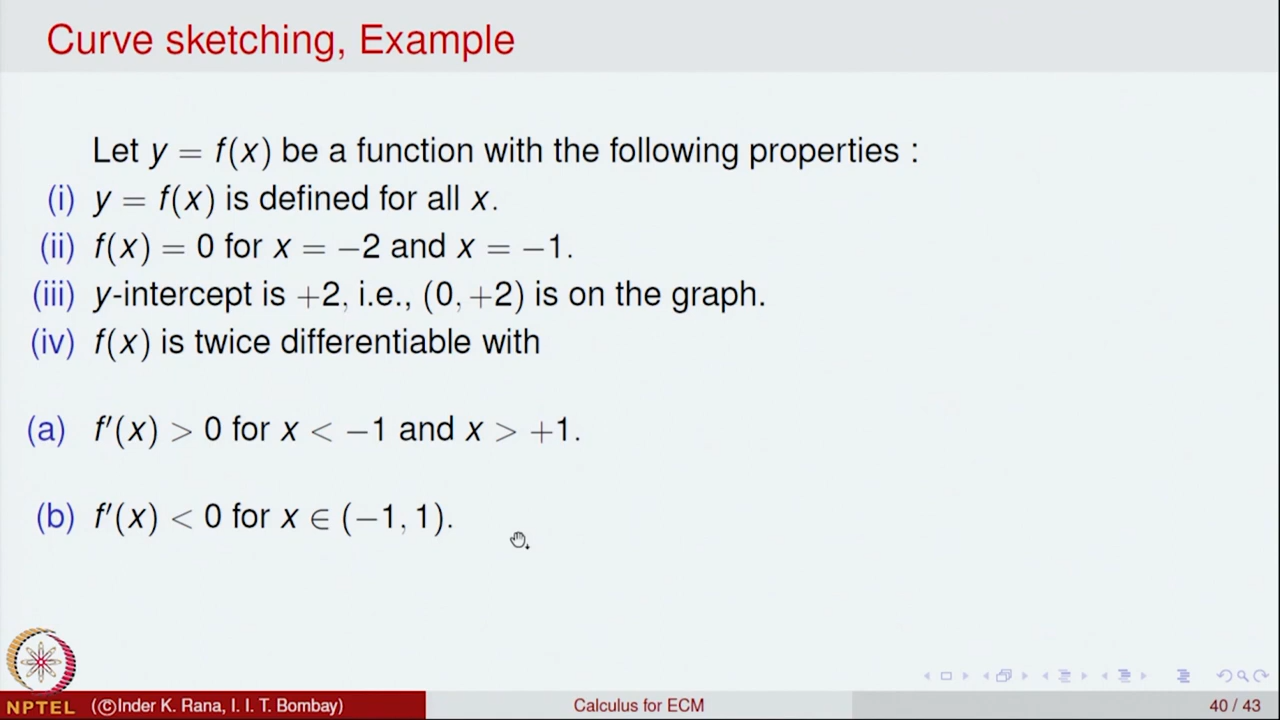 Curve sketching, Example
Let y = f(x) be a function with the following properties :
(i) y = f(x) is defined for all x.
(ii) f(x) = 0 for x = −2 and x = −1.
(iii) y-intercept is +2, i.e., (0, +2) is on the graph.
(iv) f(x) is twice differentiable with
(a) f′(x) > 0 for x < −1 and x > +1.
(b) f′(x) < 0 for x ∈ (−1, 1).
NPTEL (©Inder K. Rana, I. I. T. Bombay) Calculus for ECM 40 / 43